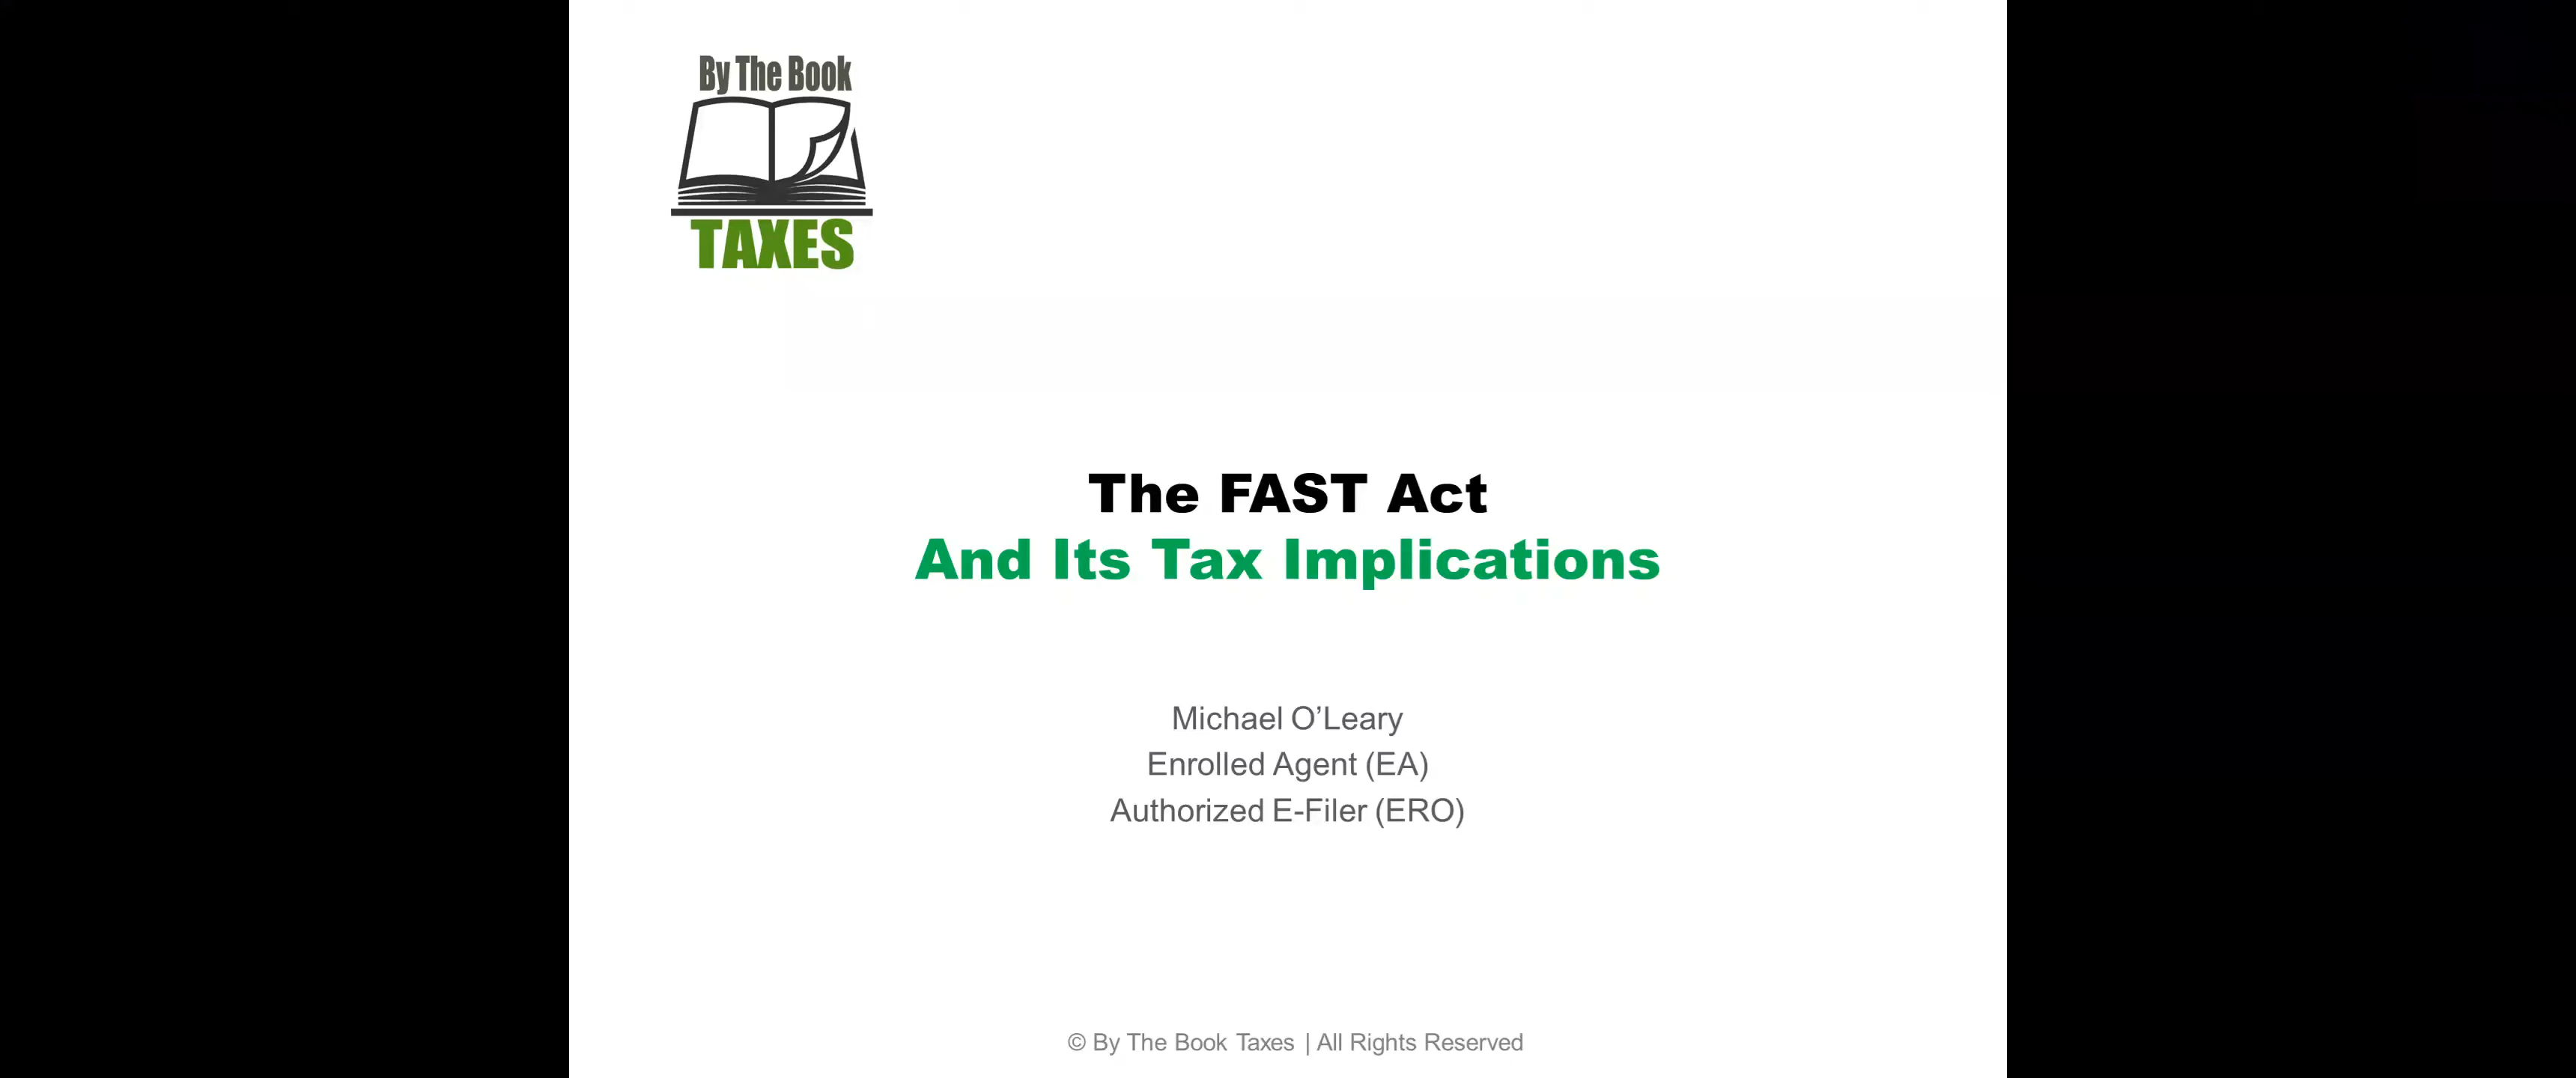 By The Book
TAXES
The FAST Act
And Its Tax Implications
Michael O’Leary
Enrolled Agent (EA)
Authorized E-Filer (ERO)
© By The Book Taxes | All Rights Reserved